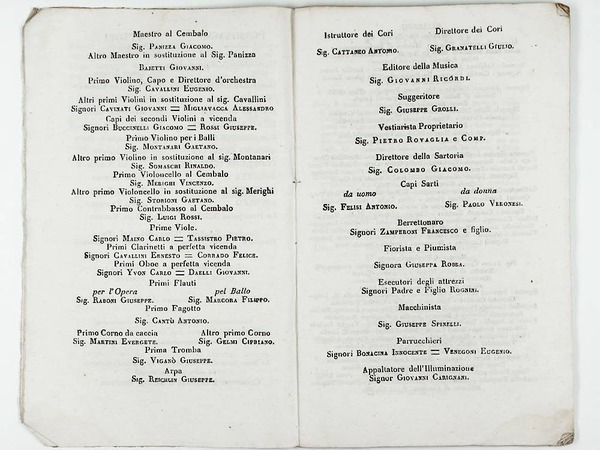 Maestro al Cembalo
Sig. Panizza Giacomo.
Altro Maestro in sostituzione al Sig. Panizza
Bajetti Giovanni.
Primo Violino, Capo e Direttore d'orchestra
Sig. Cavallini Eugenio.
Altri primi Violini in sostituzione al sig. Cavallini
Signori Cavinati Giovanni = Migliavacca Alessandro
Capi dei secondi Violini a vicenda
Signori Buccinelli Giacomo = Rossi Giuseppe.
Primo Violino per i Balli
Sig. Montanari Gaetano.
Altro primo Violino in sostituzione al sig. Montanari
Sig. Somaschi Rinaldo.
Primo Violoncello al Cembalo
Sig. Merighi Vincenzo.
Altro primo Violoncello in sostituzione al sig. Merighi
Sig. Storioni Gaetano.
Primo Contrabbasso al Cembalo
Sig. Luigi Rossi.
Prime Viole.
Signori Maino Carlo = Tassistro Pietro.
Primi Clarinetti a perfetta vicenda
Signori Cavallini Ernesto = Corrado Felice.
Primi Oboe a perfetta vicenda
Signori Yvon Carlo = Daelli Giovanni.
Primi Flauti
per l'Opera pel Ballo
Sig. Raboni Giuseppe. Sig. Marcora Filippo.
Primo Fagotto
Sig. Cantù Antonio.
Primo Corno da caccia Altro primo Corno
Sig. Martini Evergete. Sig. Gelmi Cipriano.
Prima Tromba
Sig. Viganò Giuseppe.
Arpa
Sig. Reichlin Giuseppe.
Istruttore dei Cori Direttore dei Cori
Sig. Cattaneo Antonio. Sig. Granatelli Giulio.
Editore della Musica
Sig. Giovanni Ricordi.
Suggeritore
Sig. Giuseppe Grolli.
Vestiarista Proprietario
Sig. Pietro Rovaglia e Comp.
Direttore della Sartoria
Sig. Colombo Giacomo.
Capi Sarti
da uomo da donna
Sig. Felisi Antonio. Sig. Paolo Veronesi.
Berrettonaro
Signori Zamperoni Francesco e figlio.
Fiorista e Piumista
Signora Giuseppa Robba.
Esecutori degli attrezzi
Signori Padre e Figlio Rognini.
Macchinista
Sig. Giuseppe Spinelli.
Parrucchieri
Signori Bonacina Innocente = Venegoni Eugenio.
Appaltatore dell'Illuminazione
Signor Giovanni Carignani.